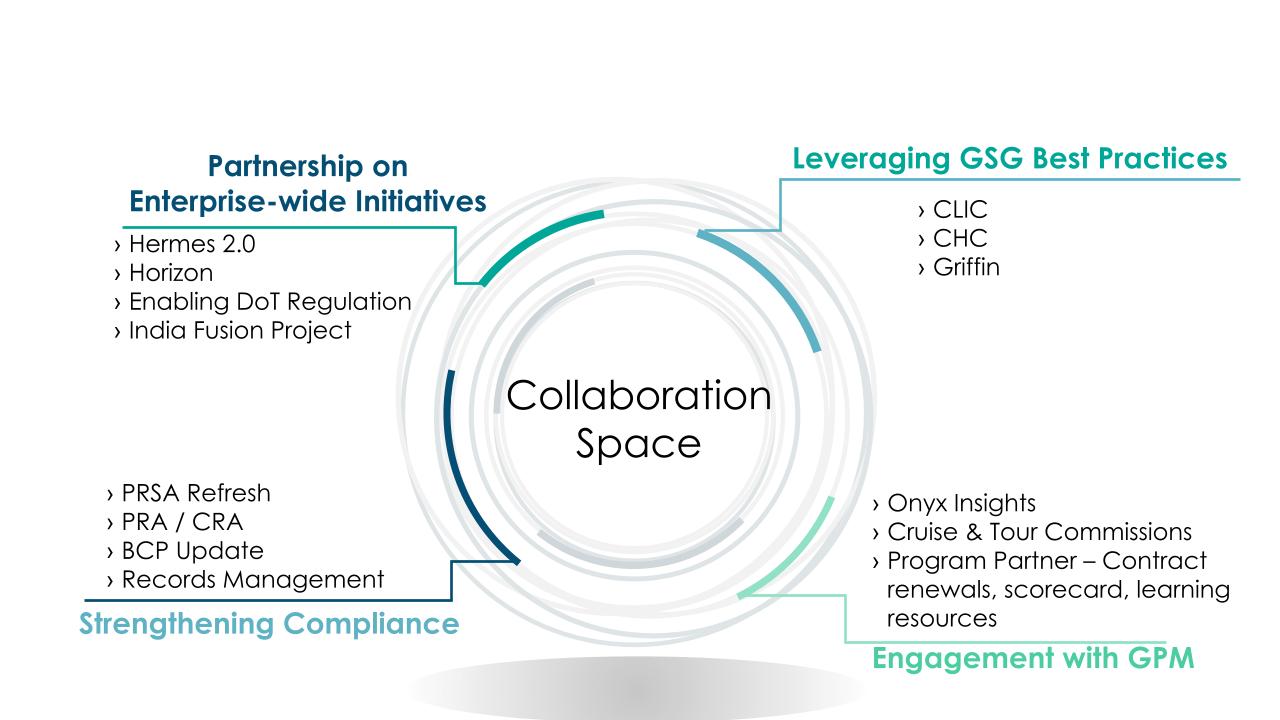 Partnership on
Enterprise-wide Initiatives
› Hermes 2.0
› Horizon
› Enabling DoT Regulation
› India Fusion Project
Leveraging GSG Best Practices
› CLIC
› CHC
› Griffin
Collaboration
Space
› PRSA Refresh
› PRA / CRA
› BCP Update
› Records Management
Strengthening Compliance
› Onyx Insights
› Cruise & Tour Commissions
› Program Partner – Contract
renewals, scorecard, learning
resources
Engagement with GPM